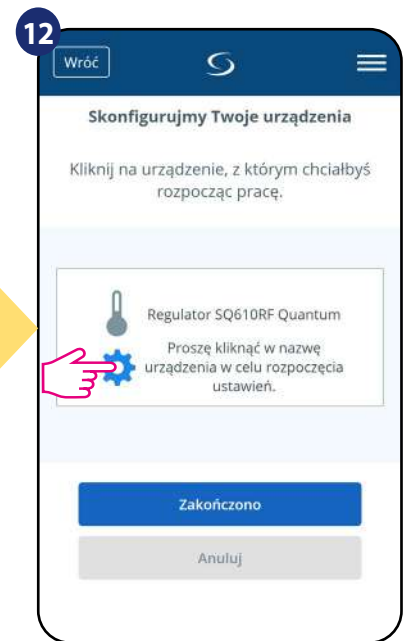 12
Wróć
Skonfigurujmy Twoje urządzenia
Kliknij na urządzenie, z którym chciałbyś
rozpocząc pracę.
Regulator SQ610RF Quantum
Proszę kliknąć w nazwę
urządzenia w celu rozpoczęcia
ustawień.
Zakończono
Anuluj